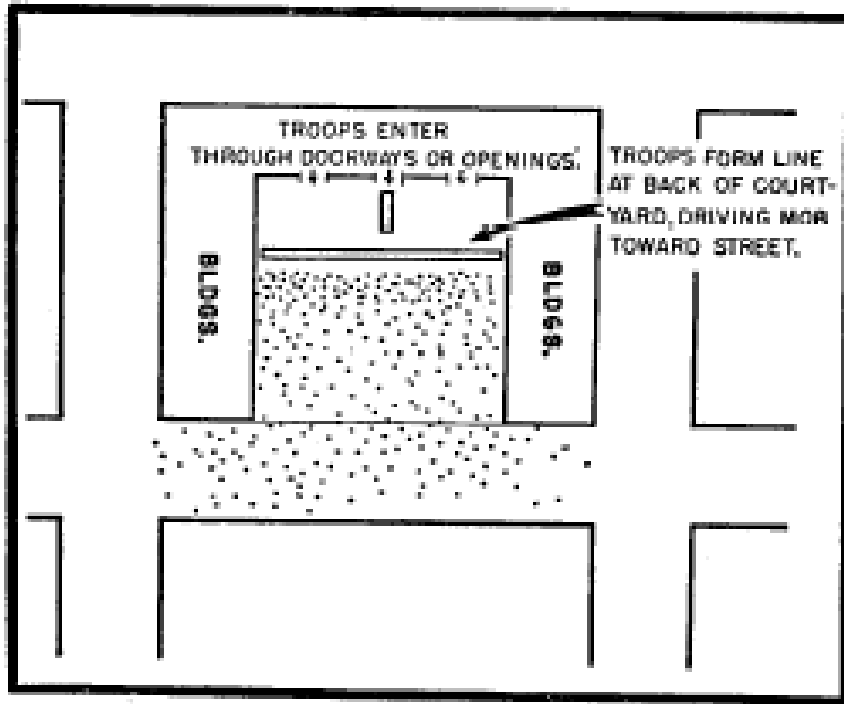 TROOPS ENTER
THROUGH DOORWAYS OR OPENINGS.
TROOPS FORM LINE
AT BACK OF COURT-
YARD, DRIVING MOB
TOWARD STREET.
BLDGS.
BLDGS.